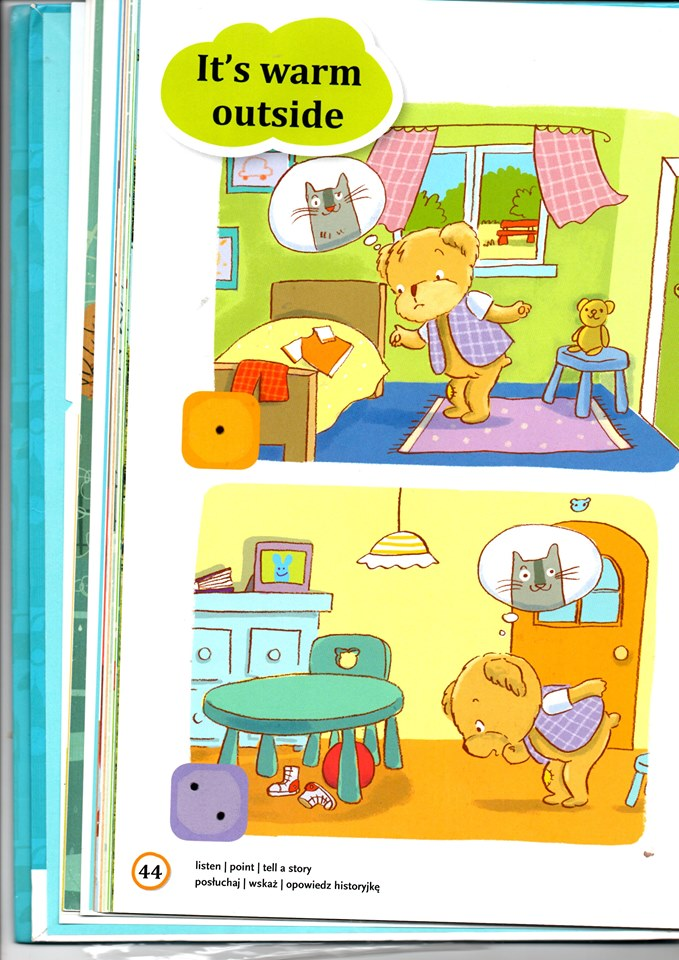 It's warm
outside
44
listen | point | tell a story
posłuchaj | wskaż | opowiedz historyjkę